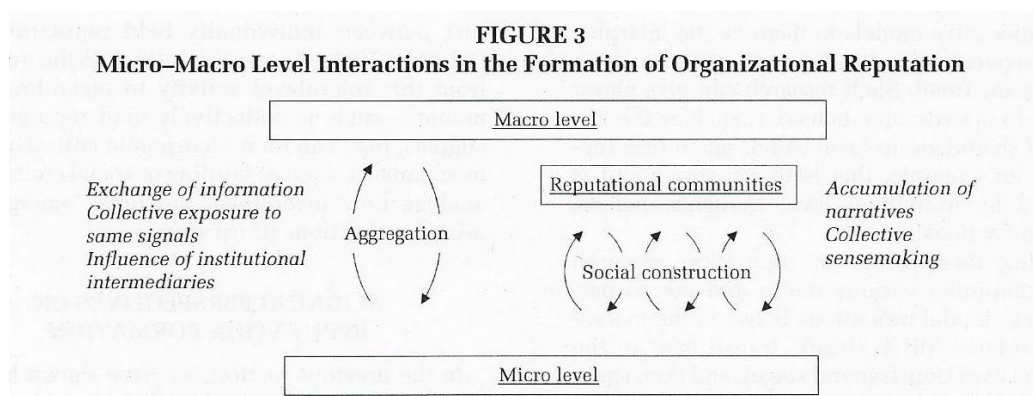 FIGURE 3
Micro–Macro Level Interactions in the Formation of Organizational Reputation
Macro level
Exchange of information
Collective exposure to
same signals
Influence of institutional
intermediaries
Aggregation
Reputational communities
Social construction
Accumulation of
narratives
Collective
sensemaking
Micro level